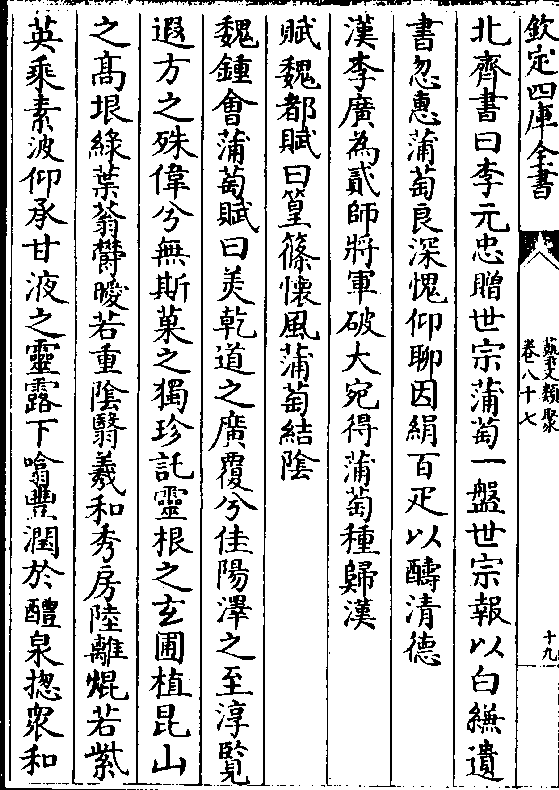 欽定四庫全書
藝文類聚
卷八十七
十九
北齊書曰李元忠贈世宗蒲萄一盤世宗報以白縑遺
書忽惠蒲萄良深愧仰聊因絹百疋以醻清德
漢李廣為貳師將軍破大宛得蒲萄種歸漢
賦魏都賦曰篁篠懷風蒲萄結陰
魏鍾會蒲萄賦曰美乾道之廣覆兮佳陽澤之至淳覽
遐方之殊偉兮無斯菓之獨珍託靈根之玄圃植昆山
之髙垠綠葉蓊欝曖若重陰翳羲和秀房陸離焜若紫
英乘素波仰承甘液之靈露下噏豐潤於醴泉揔衆和